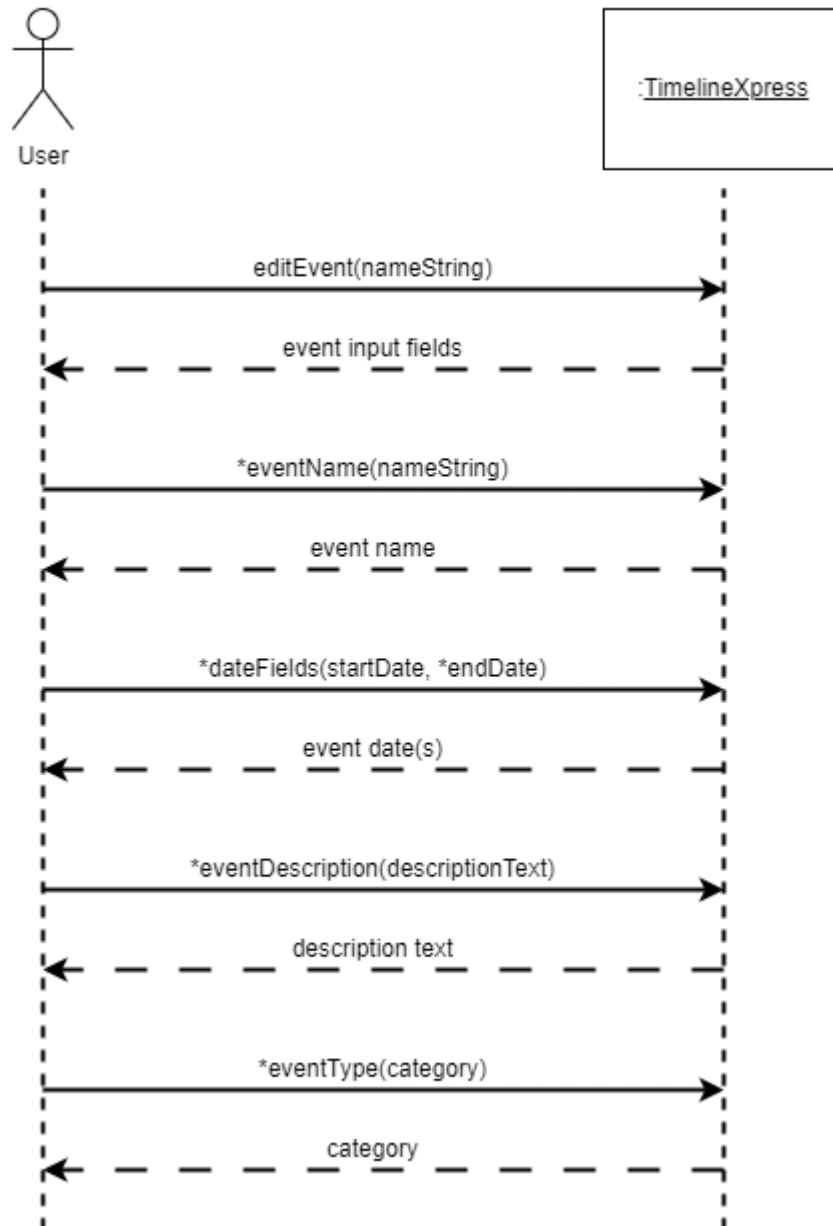 User
:TimelineXpress
editEvent(nameString)
event input fields
*eventName(nameString)
event name
*dateFields(startDate, *endDate)
event date(s)
*eventDescription(descriptionText)
description text
*eventType(category)
category